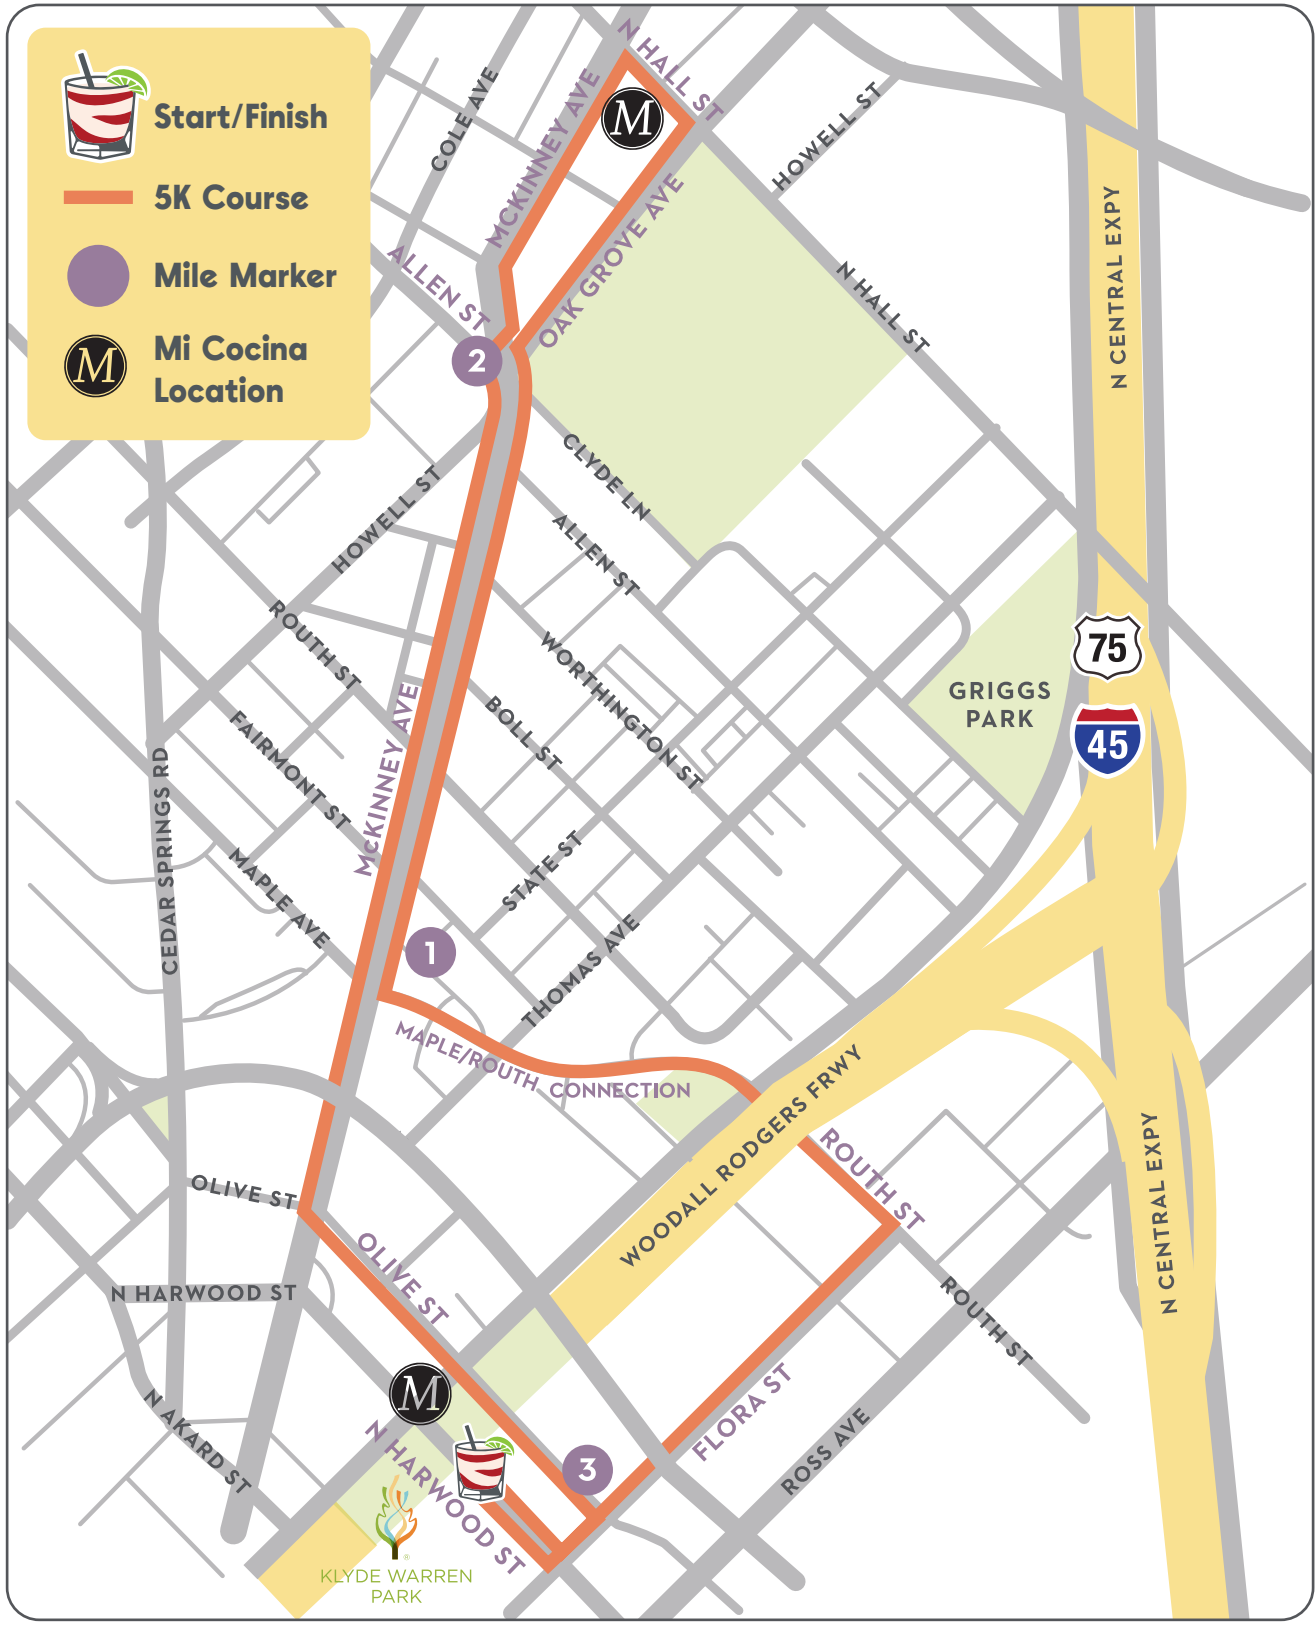 Start/Finish
5K Course
Mile Marker
M
Mi Cocina
Location
N HALL ST
M
MCKINNEY AVE
COLE AVE
HOWELL ST
OAK GROVE AVE
ALLEN ST
2
N HALL ST
N CENTRAL EXPY
CLYDE LN
HOWELL ST
ALLEN ST
ROUTH ST
WORTHINGTON ST
75
GRIGGS
PARK
45
BOLL ST
MCKINNEY AVE
FAIRMONT ST
CEDAR SPRINGS RD
MAPLE AVE
STATE ST
1
THOMAS AVE
MAPLE/ROUTH CONNECTION
WOODALL RODGERS FRWY
ROUTH ST
N CENTRAL EXPY
OLIVE ST
OLIVE ST
N HARWOOD ST
ROUTH ST
M
FLORA ST
N AKARD ST
N HARWOOD ST
3
ROSS AVE
®
KLYDE WARREN
PARK